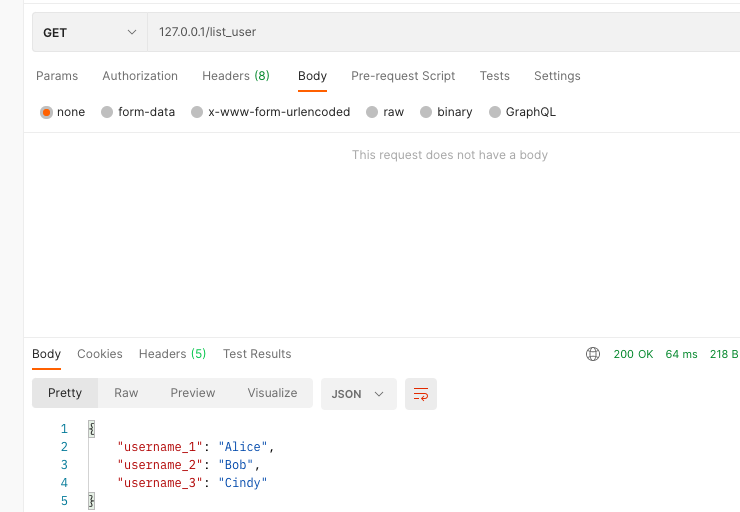 GET 127.0.0.1/list_user
Params Authorization Headers (8) Body Pre-request Script Tests Settings
none form-data x-www-form-urlencoded raw binary GraphQL
This request does not have a body
Body Cookies Headers (5) Test Results 200 OK 64 ms 218 B
Pretty Raw Preview Visualize JSON
1 {
2 "username_1": "Alice",
3 "username_2": "Bob",
4 "username_3": "Cindy"
5 }